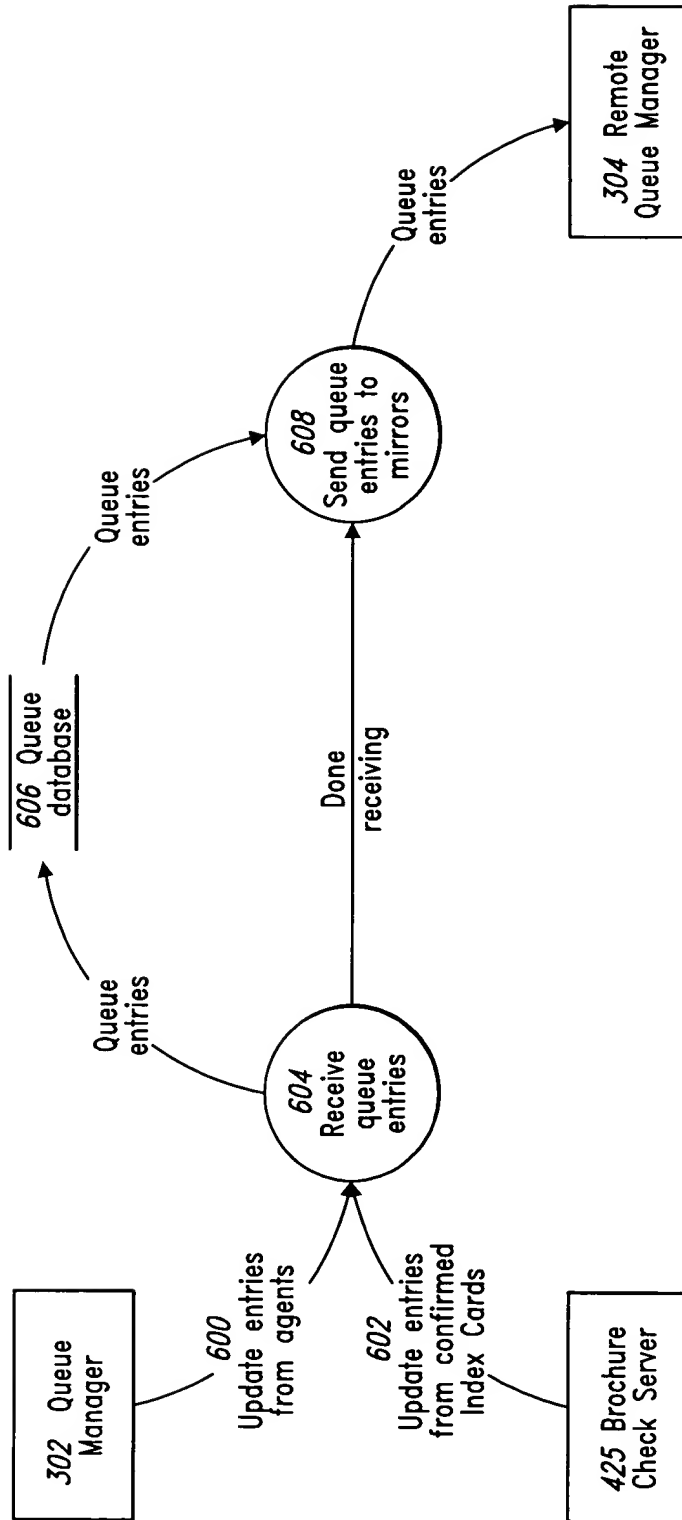 302 Queue
Manager
600
Update entries
from agents
602
Update entries
from confirmed
Index Cards
425 Brochure
Check Server
604
Receive
queue
entries
Queue
entries
606 Queue
database
Done
receiving
Queue
entries
608
Send queue
entries to
mirrors
Queue
entries
304 Remote
Queue Manager